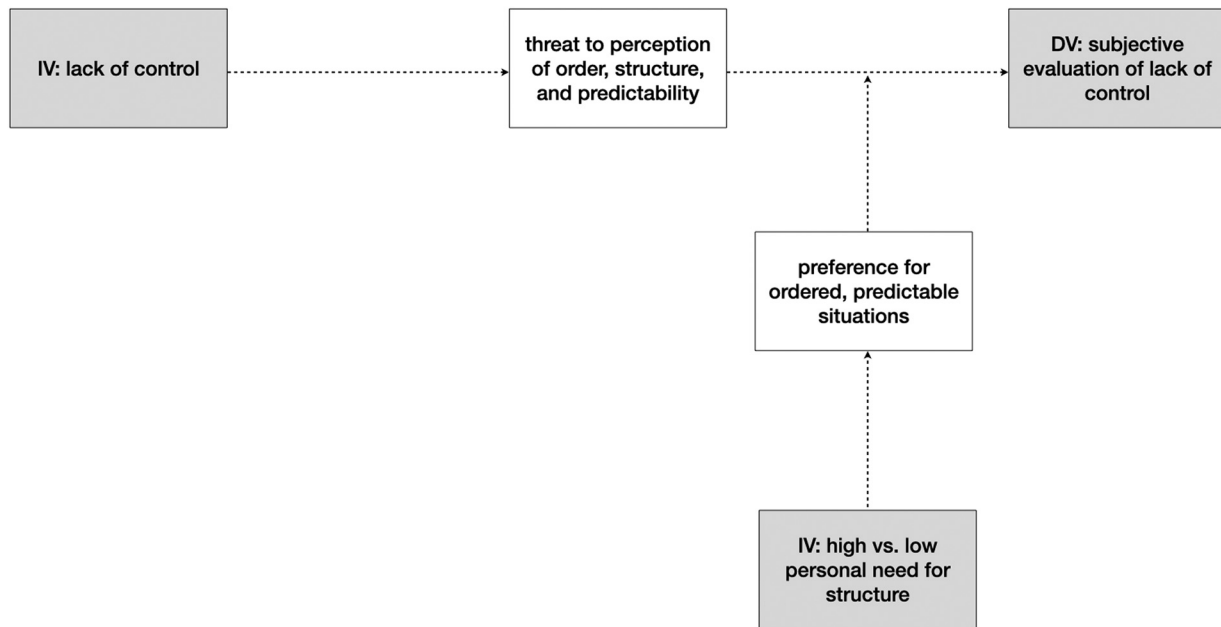 IV: lack of control
threat to perception
of order, structure,
and predictability
DV: subjective
evaluation of lack of
control
preference for
ordered, predictable
situations
IV: high vs. low
personal need for
structure